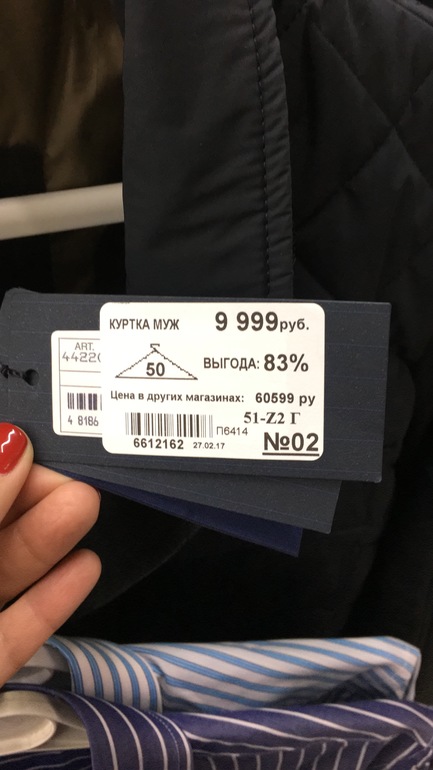 КУРТКА МУЖ 9 999руб.
50 ВЫГОДА: 83%
Цена в других магазинах: 60599 ру
51-Z2 Г
П6414
6612162 27.02.17 №02
ART.
4 8186